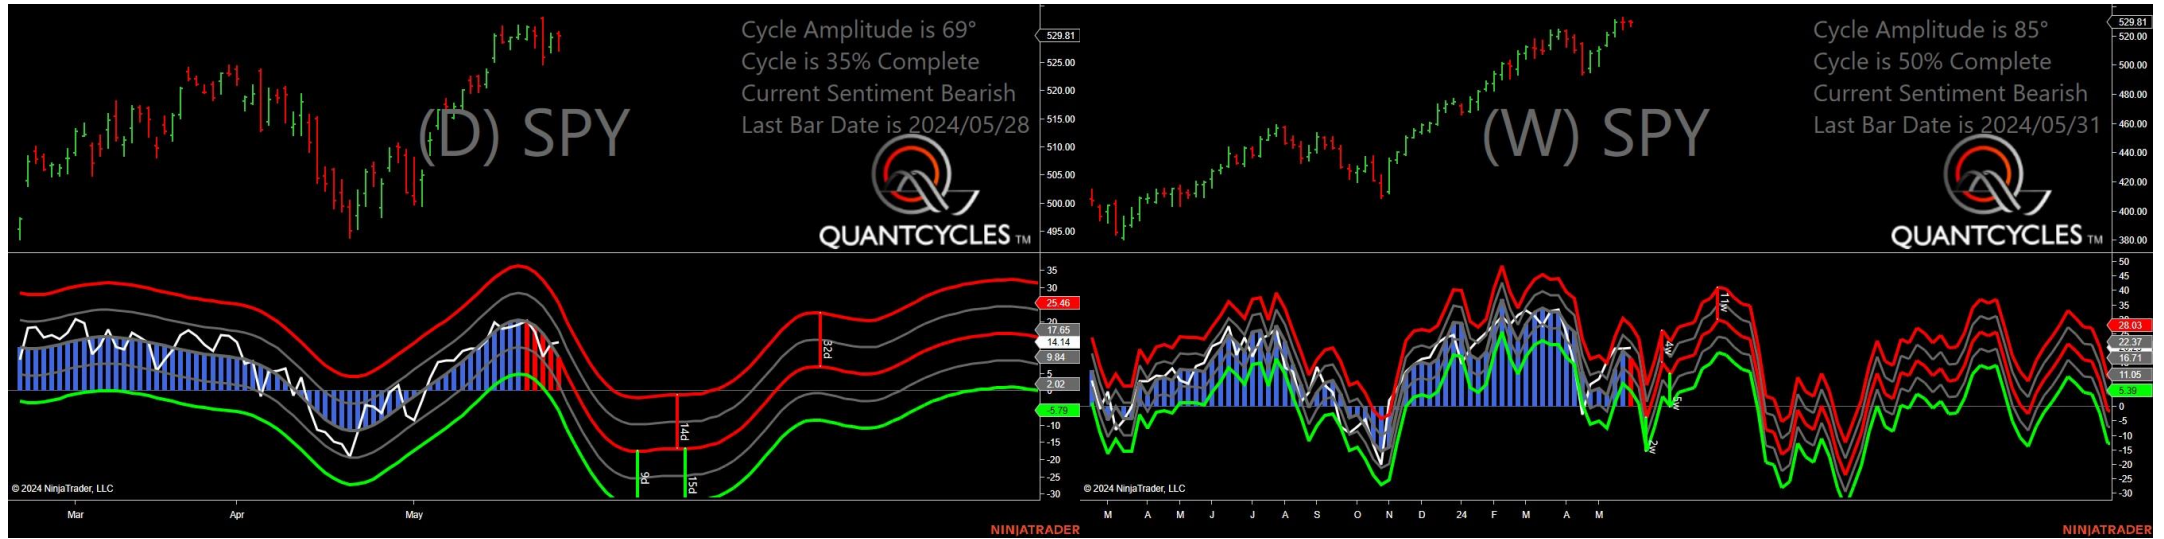 Cycle Amplitude is 69°
Cycle is 35% Complete
Current Sentiment Bearish
Last Bar Date is 2024/05/28
(D) SPY
QUANTCYCLES TM
529.81
525.00
520.00
515.00
510.00
505.00
500.00
495.00
35
30
25.46
20
17.65
14.14
9.84
5
2.02
0
-5.79
-10
-15
-20
-25
-30
32d
14d
9d
15d
© 2024 NinjaTrader, LLC
Mar
Apr
May
NINJATRADER
Cycle Amplitude is 85°
Cycle is 50% Complete
Current Sentiment Bearish
Last Bar Date is 2024/05/31
(W) SPY
QUANTCYCLES TM
529.81
520.00
500.00
480.00
460.00
440.00
420.00
400.00
380.00
50
45
40
35
30
28.03
22.37
16.71
11.05
5.39
0
-5
-10
-15
-20
-25
-30
11w
4w
5w
2w
© 2024 NinjaTrader, LLC
M
A
M
J
J
A
S
O
N
D
24
F
M
A
M
NINJATRADER